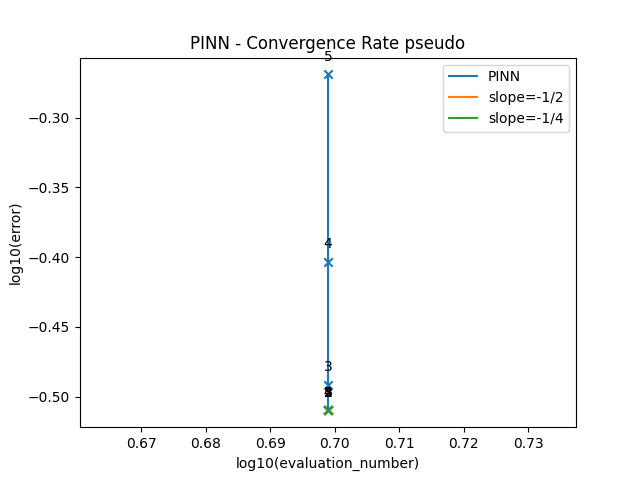 PINN - Convergence Rate pseudo
5
PINN
slope=-1/2
slope=-1/4
4
3
−0.30
−0.35
−0.40
−0.45
−0.50
log10(error)
0.67 0.68 0.69 0.70 0.71 0.72 0.73
log10(evaluation_number)